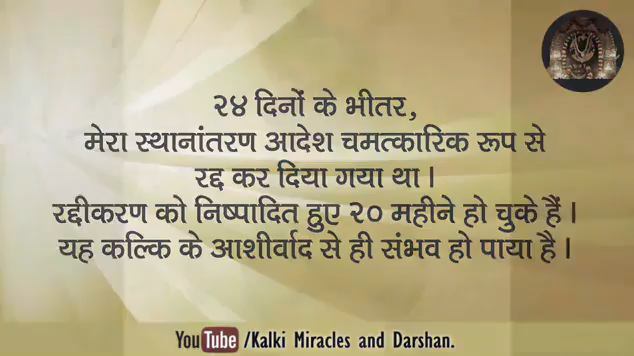 २४ दिनों के भीतर,
मेरा स्थानांतरण आदेश चमत्कारिक रूप से
रद्द कर दिया गया था।
रद्दीकरण को निष्पादित हुए २० महीने हो चुके हैं।
यह कल्कि के आशीर्वाद से ही संभव हो पाया है।
YouTube /Kalki Miracles and Darshan.